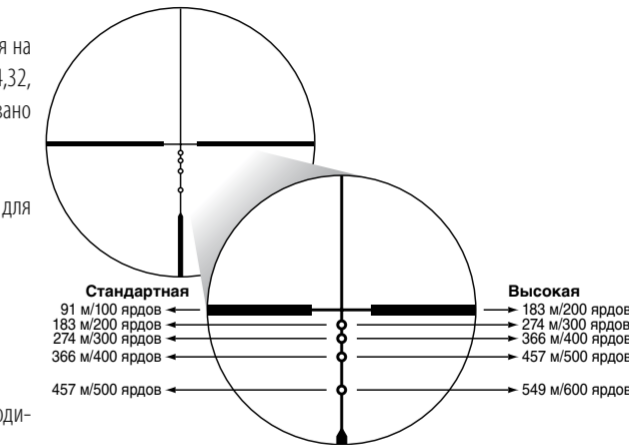 я на
4,32,
вано
для
Стандартная
91 м/100 ярдов
183 м/200 ярдов
274 м/300 ярдов
366 м/400 ярдов
457 м/500 ярдов
Высокая
183 м/200 ярдов
274 м/300 ярдов
366 м/400 ярдов
457 м/500 ярдов
549 м/600 ярдов
оди-